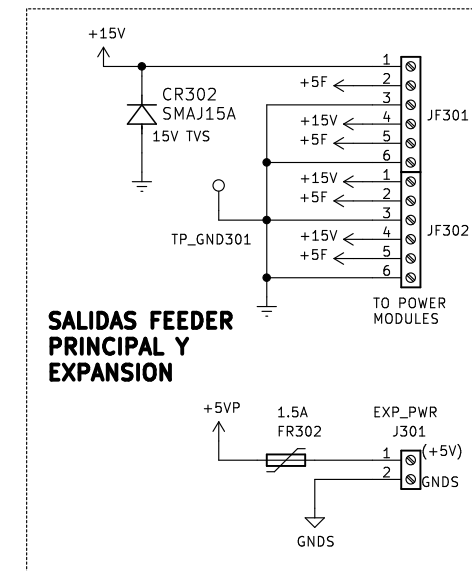 +15V
CR302
SMAJ15A
15V TVS
1
+5F 2
3
+15V 4
+5F 5
6
JF301
+15V 1
+5F 2
3
+15V 4
+5F 5
6
JF302
TP_GND301
TO POWER
MODULES
SALIDAS FEEDER
PRINCIPAL Y
EXPANSION
+5VP
1.5A
FR302
EXP_PWR
J301
1 (+5V)
2 GNDS
GNDS